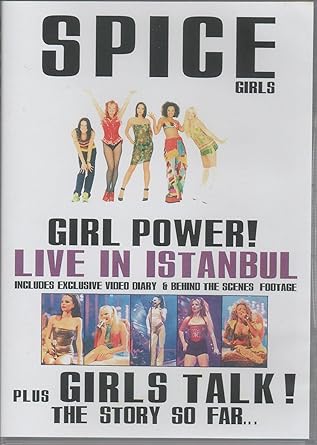 SPICE
GIRLS
GIRL POWER!
LIVE IN ISTANBUL
INCLUDES EXCLUSIVE VIDEO DIARY & BEHIND THE SCENES FOOTAGE
PLUS GIRLS TALK!
THE STORY SO FAR...